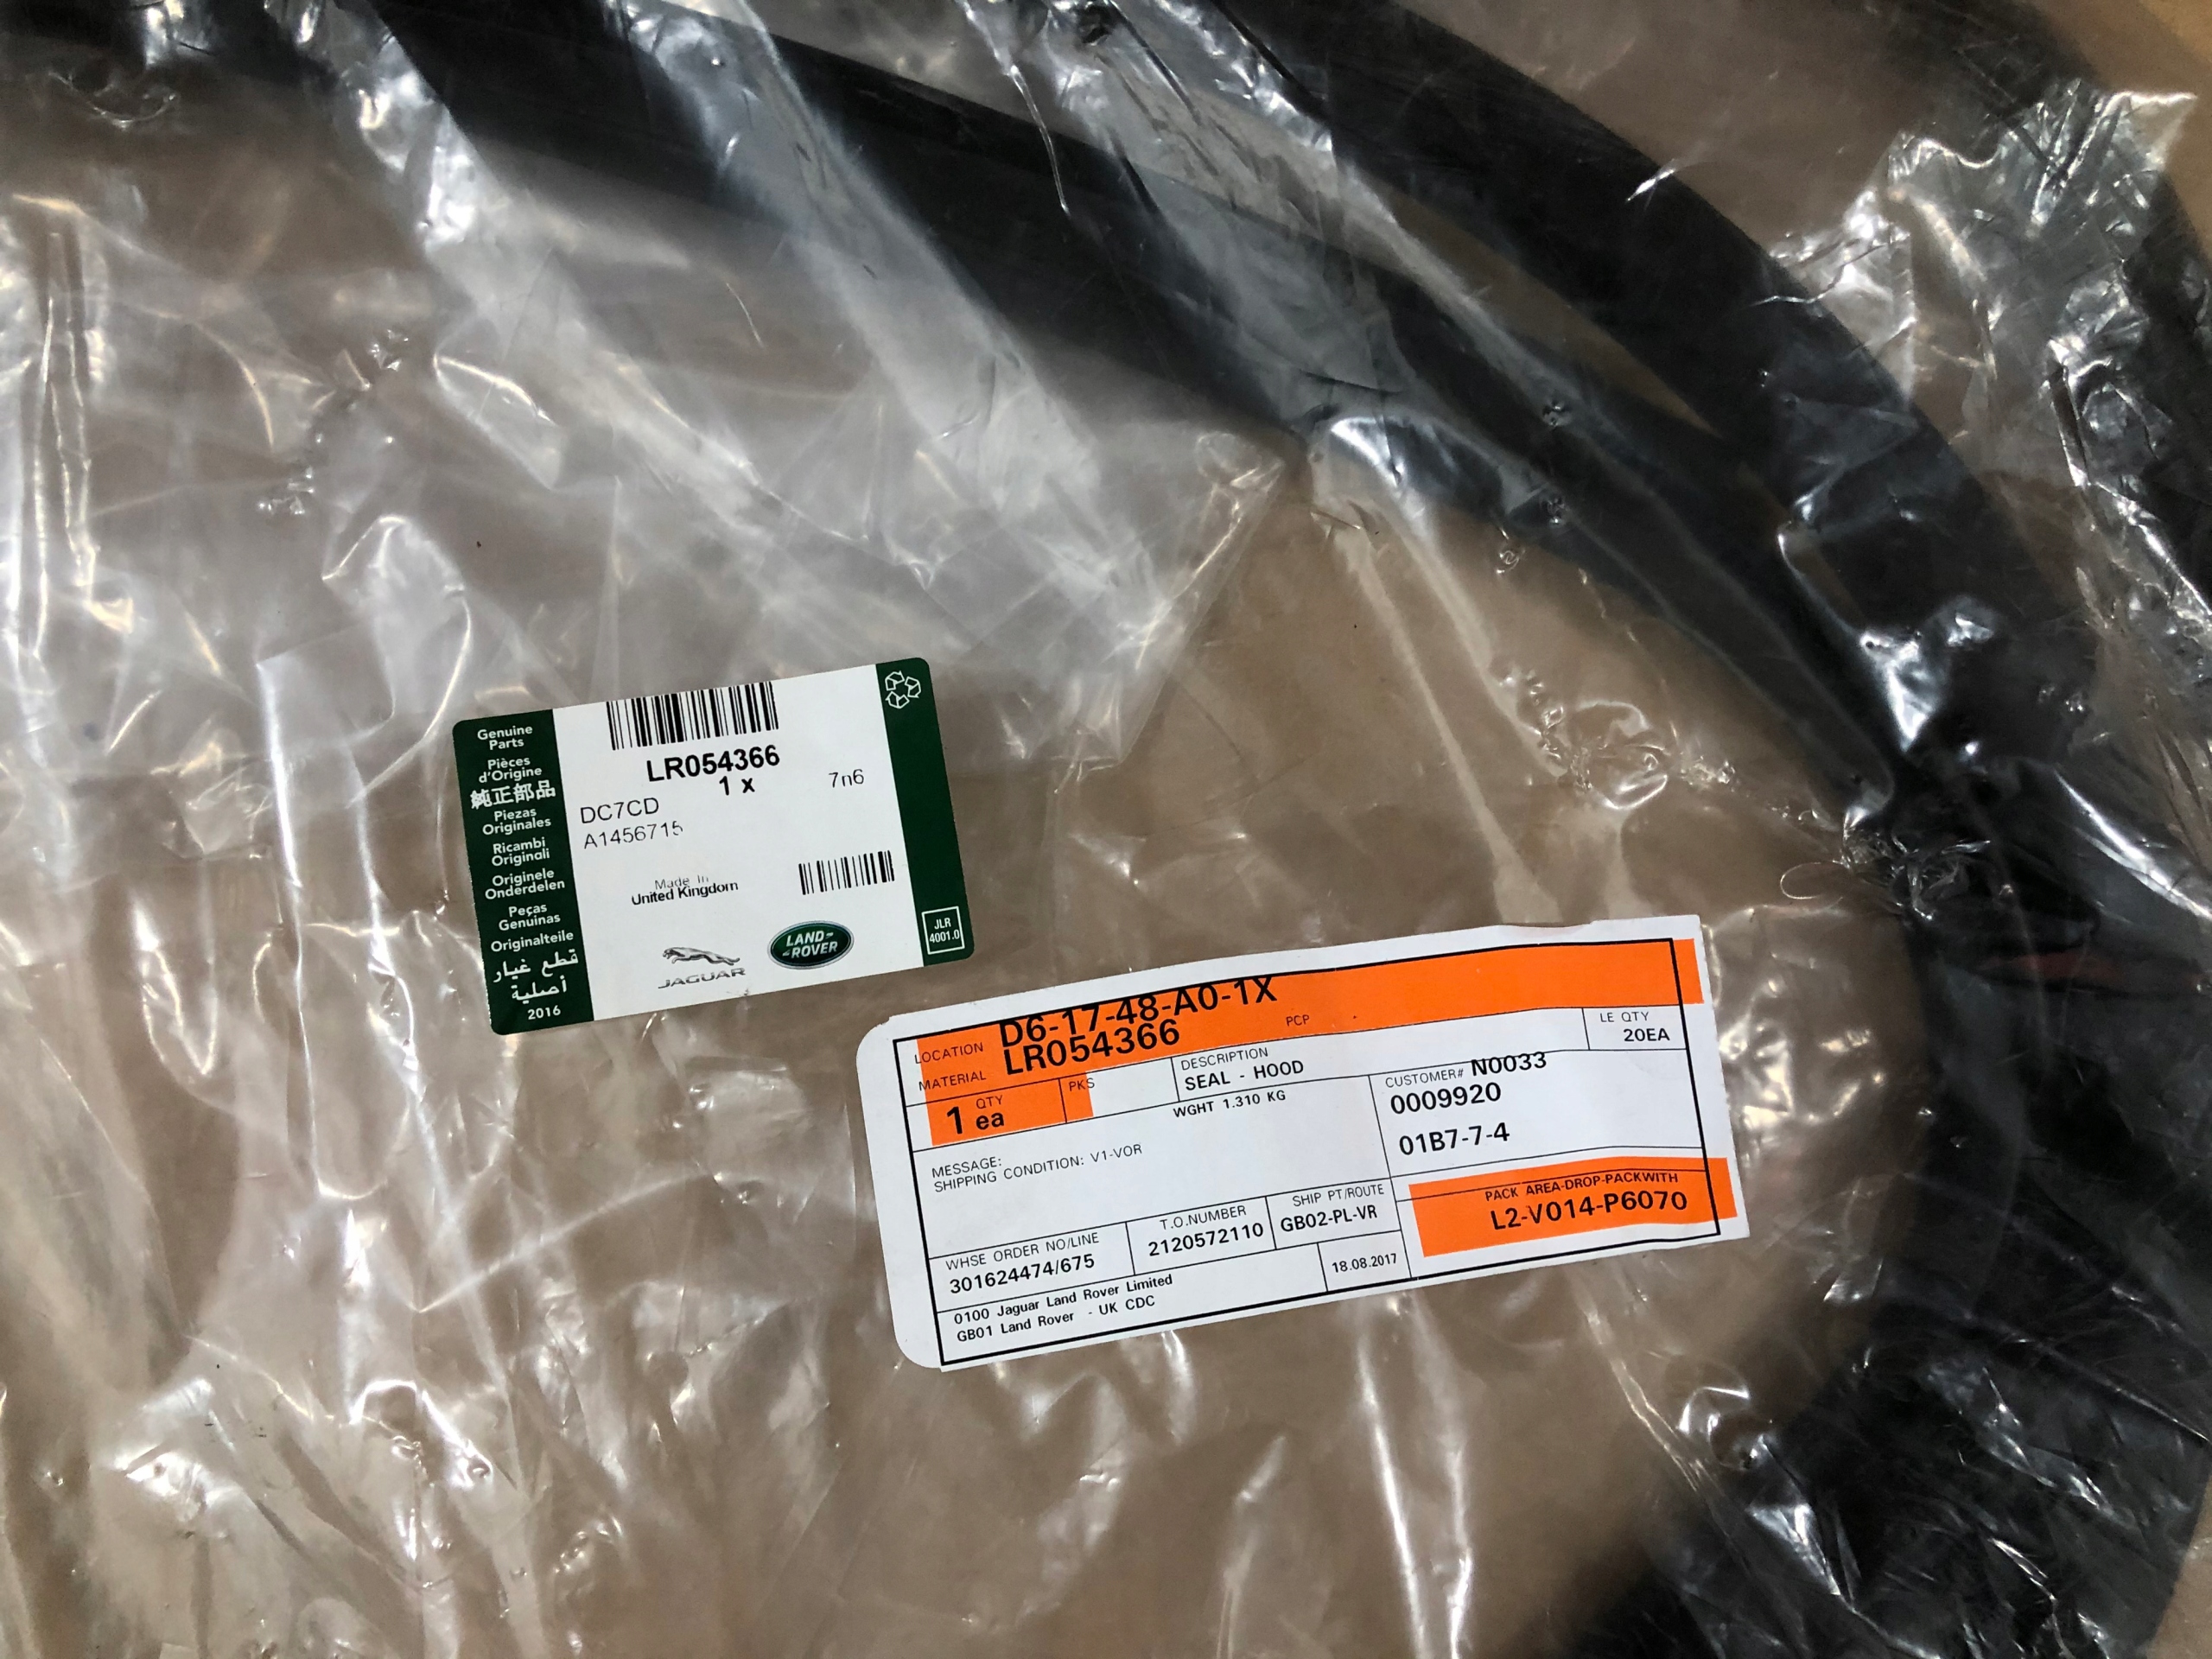 Genuine
Parts
Pièces
d'Origine
純正部品
Piezas
Originales
Ricambi
Originali
Originele
Onderdelen
Peças
Genuinas
Originalteile
قطع غيار
أصلية
2016
LR054366
1 x
7n6
DC7CD
A1456715
Made In
United Kingdom
JAGUAR
LAND-
-ROVER
JLR
4001.0
LOCATION D6-17-48-A0-1X
MATERIAL LR054366
PCP -
LE QTY
20EA
QTY
1 ea
PKS
DESCRIPTION
SEAL - HOOD
WGHT 1.310 KG
CUSTOMER# N0033
0009920
01B7-7-4
MESSAGE:
SHIPPING CONDITION: V1-VOR
PACK AREA-DROP-PACKWITH
L2-V014-P6070
WHSE ORDER NO/LINE
301624474/675
T.O.NUMBER
2120572110
SHIP PT/ROUTE
GB02-PL-VR
0100 Jaguar Land Rover Limited
GB01 Land Rover - UK CDC
18.08.2017